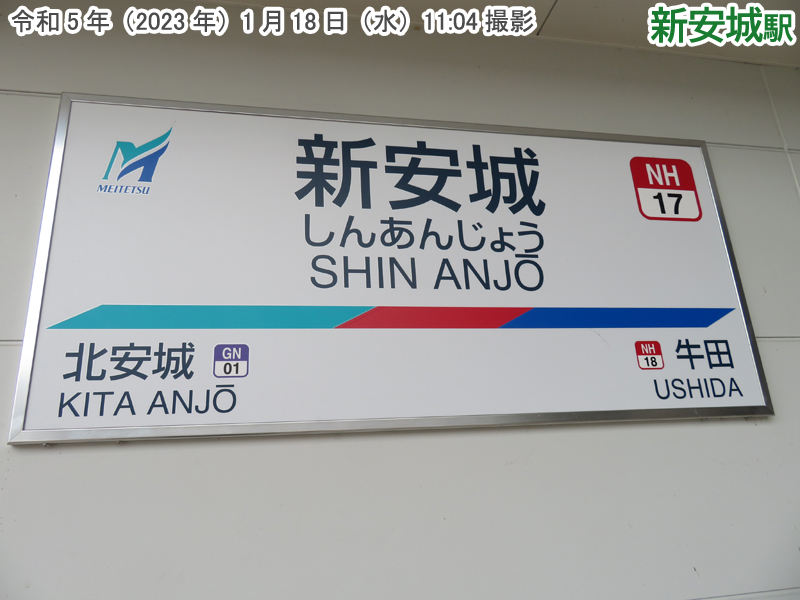 令和5年（2023年）1月18日（水）11:04撮影
新安城駅
MEITETSU
新安城
しんあんじょう
SHIN ANJŌ
NH
17
北安城
GN
01
KITA ANJŌ
NH
18
牛田
USHIDA